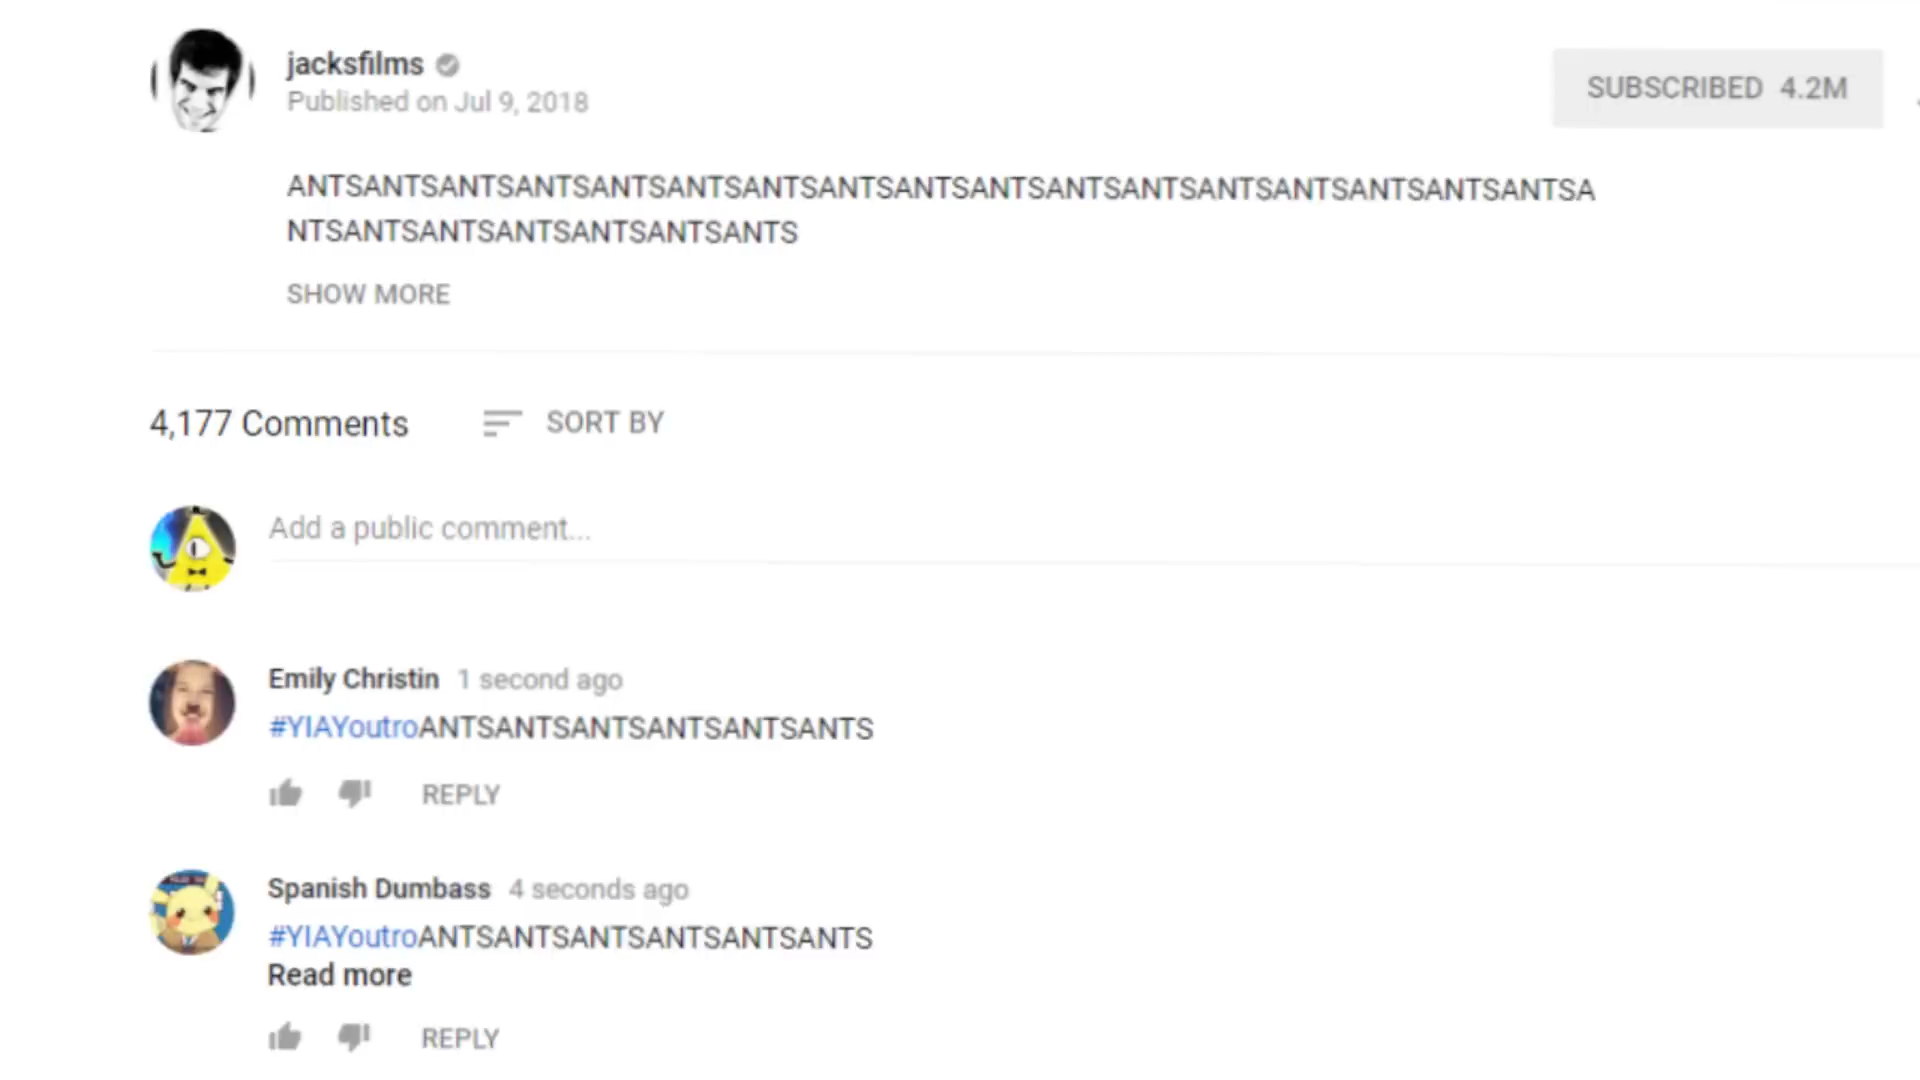 jacksfilms
Published on Jul 9, 2018
SUBSCRIBED 4.2M
ANTSANTSANTSANTSANTSANTSANTSANTSANTSANTSANTSANTSANTSANTSANTSANTSANTSA
NTSANTSANTSANTSANTSANTSANTS
SHOW MORE
4,177 Comments SORT BY
Add a public comment...
Emily Christin 1 second ago
#YIAYoutroANTSANTSANTSANTSANTSANTS
REPLY
Spanish Dumbass 4 seconds ago
#YIAYoutroANTSANTSANTSANTSANTSANTS
Read more
REPLY